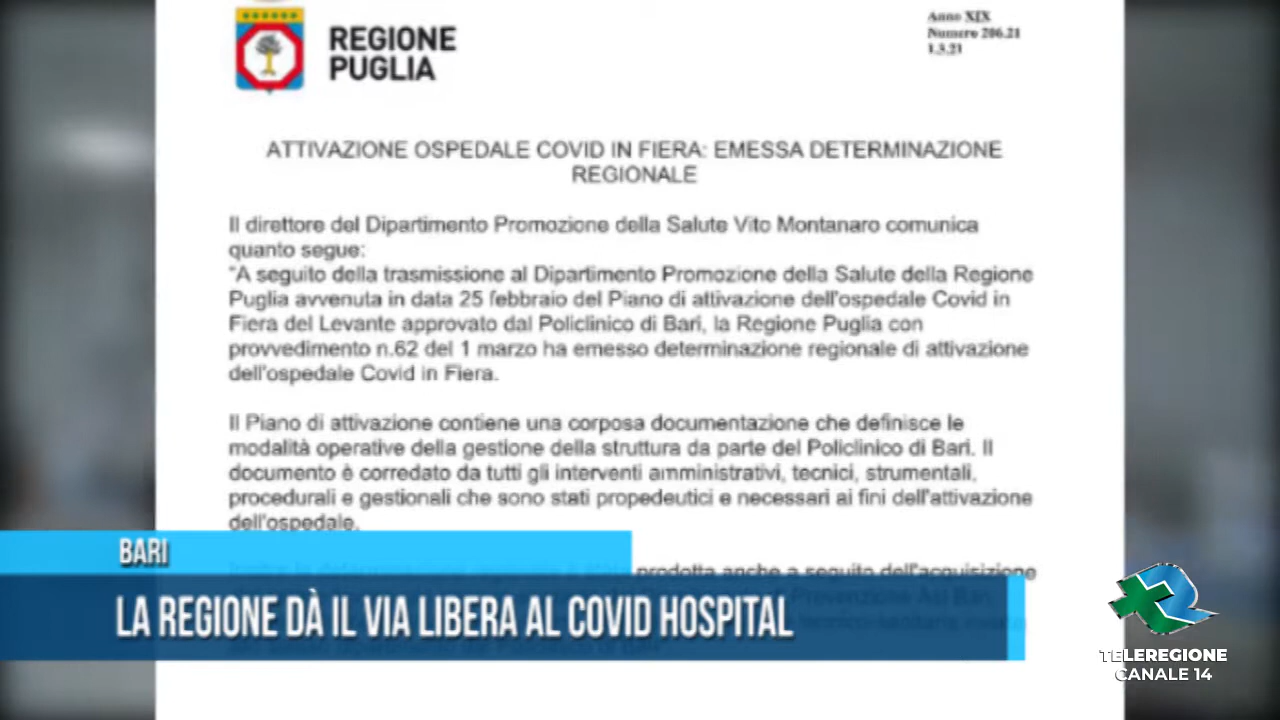 REGIONE
PUGLIA
Anno XIX
Numero 206.21
1.3.21
ATTIVAZIONE OSPEDALE COVID IN FIERA: EMESSA DETERMINAZIONE
REGIONALE
Il direttore del Dipartimento Promozione della Salute Vito Montanaro comunica
quanto segue:
"A seguito della trasmissione al Dipartimento Promozione della Salute della Regione
Puglia avvenuta in data 25 febbraio del Piano di attivazione dell'ospedale Covid in
Fiera del Levante approvato dal Policlinico di Bari, la Regione Puglia con
provvedimento n.62 del 1 marzo ha emesso determinazione regionale di attivazione
dell'ospedale Covid in Fiera.
Il Piano di attivazione contiene una corposa documentazione che definisce le
modalità operative della gestione della struttura da parte del Policlinico di Bari. Il
documento è corredato da tutti gli interventi amministrativi, tecnici, strumentali,
procedurali e gestionali che sono stati propedeutici e necessari ai fini dell'attivazione
dell'ospedale.
prodotta anche a seguito dell'acquisizione
BARI
LA REGIONE DÀ IL VIA LIBERA AL COVID HOSPITAL
TELEREGIONE
CANALE 14